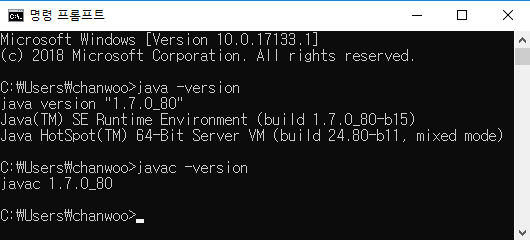 명령 프롬프트
Microsoft Windows [Version 10.0.17133.1]
(c) 2018 Microsoft Corporation. All rights reserved.
C:₩Users₩chanwoo>java -version
java version "1.7.0_80"
Java(TM) SE Runtime Environment (build 1.7.0_80-b15)
Java HotSpot(TM) 64-Bit Server VM (build 24.80-b11, mixed mode)
C:₩Users₩chanwoo>javac -version
javac 1.7.0_80
C:₩Users₩chanwoo>